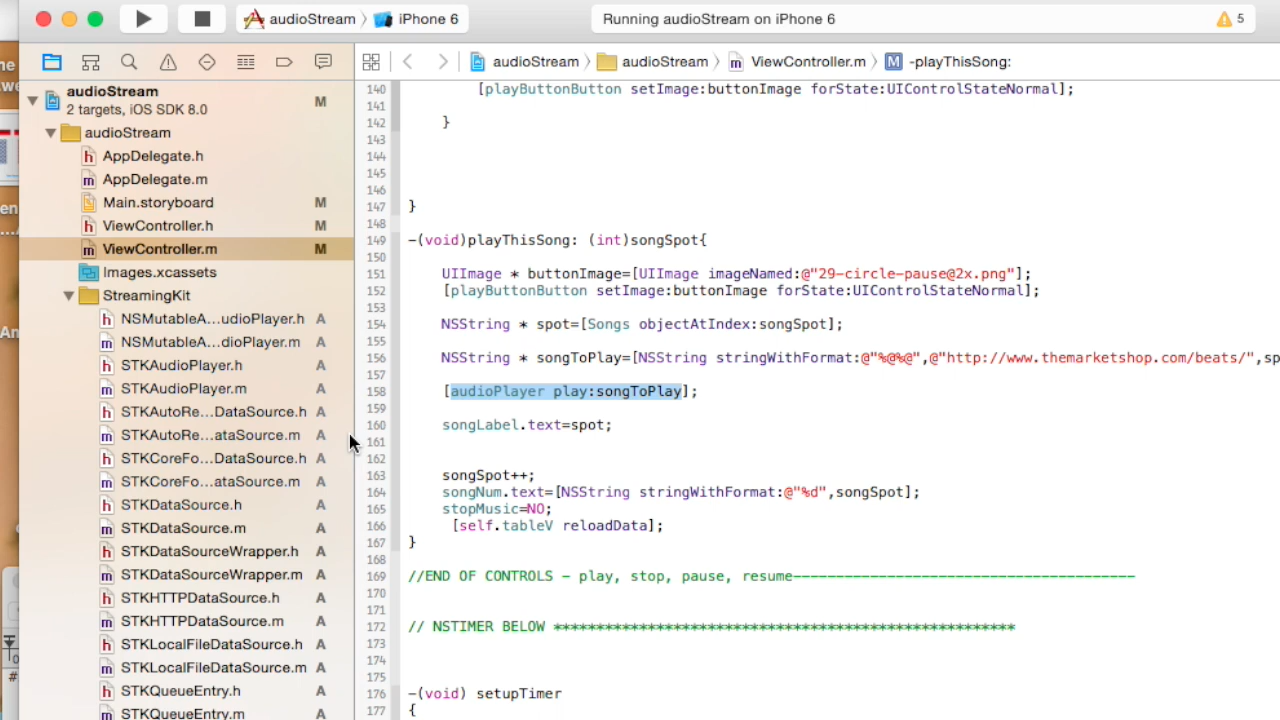 audioStream 〉 iPhone 6
Running audioStream on iPhone 6
5
audioStream 〉 audioStream 〉 ViewController.m 〉 M -playThisSong:
audioStream
2 targets, iOS SDK 8.0 M
audioStream
h AppDelegate.h
m AppDelegate.m
Main.storyboard M
h ViewController.h M
m ViewController.m M
Images.xcassets
StreamingKit
h NSMutableA...udioPlayer.h A
m NSMutableA...dioPlayer.m A
h STKAudioPlayer.h A
m STKAudioPlayer.m A
h STKAutoRe...DataSource.h A
m STKAutoRe...ataSource.m A
h STKCoreFo...DataSource.h A
m STKCoreFo...ataSource.m A
h STKDataSource.h A
m STKDataSource.m A
h STKDataSourceWrapper.h A
m STKDataSourceWrapper.m A
h STKHTTPDataSource.h A
m STKHTTPDataSource.m A
h STKLocalFileDataSource.h A
m STKLocalFileDataSource.m A
h STKQueueEntry.h A
m STKQueueEntry.m A
140 [playButtonButton setImage:buttonImage forState:UIControlStateNormal];
141
142 }
143
144
145
146
147 }
148
149 -(void)playThisSong: (int)songSpot{
150
151 UIImage * buttonImage=[UIImage imageNamed:@"29-circle-pause@2x.png"];
152 [playButtonButton setImage:buttonImage forState:UIControlStateNormal];
153
154 NSString * spot=[Songs objectAtIndex:songSpot];
155
156 NSString * songToPlay=[NSString stringWithFormat:@"%@%@",@"http://www.themarketshop.com/beats/",sp
157
158 [audioPlayer play:songToPlay];
159
160 songLabel.text=spot;
161
162
163 songSpot++;
164 songNum.text=[NSString stringWithFormat:@"%d",songSpot];
165 stopMusic=NO;
166 [self.tableV reloadData];
167 }
168
169 //END OF CONTROLS - play, stop, pause, resume----------------------------------------
170
171
172 // NSTIMER BELOW ******************************************************
173
174
175
176 -(void) setupTimer
177 {